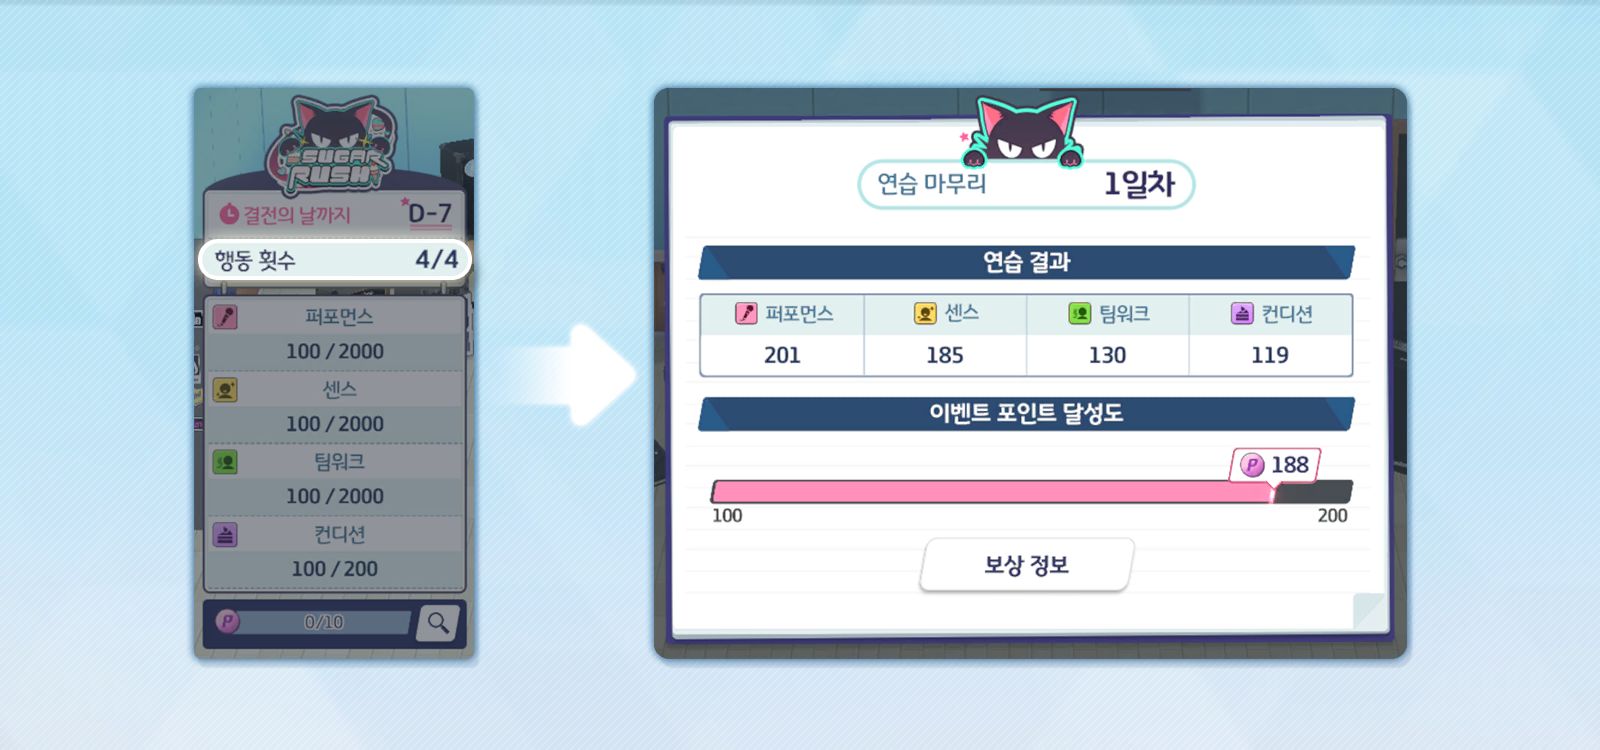 SUGAR
RUSH
결전의 날까지 D-7
행동 횟수 4/4
퍼포먼스
100 / 2000
센스
100 / 2000
팀워크
100 / 2000
컨디션
100 / 200
P 0/10
연습 마무리 1일차
연습 결과
퍼포먼스 센스 팀워크 컨디션
201 185 130 119
이벤트 포인트 달성도
P 188
100 200
보상 정보